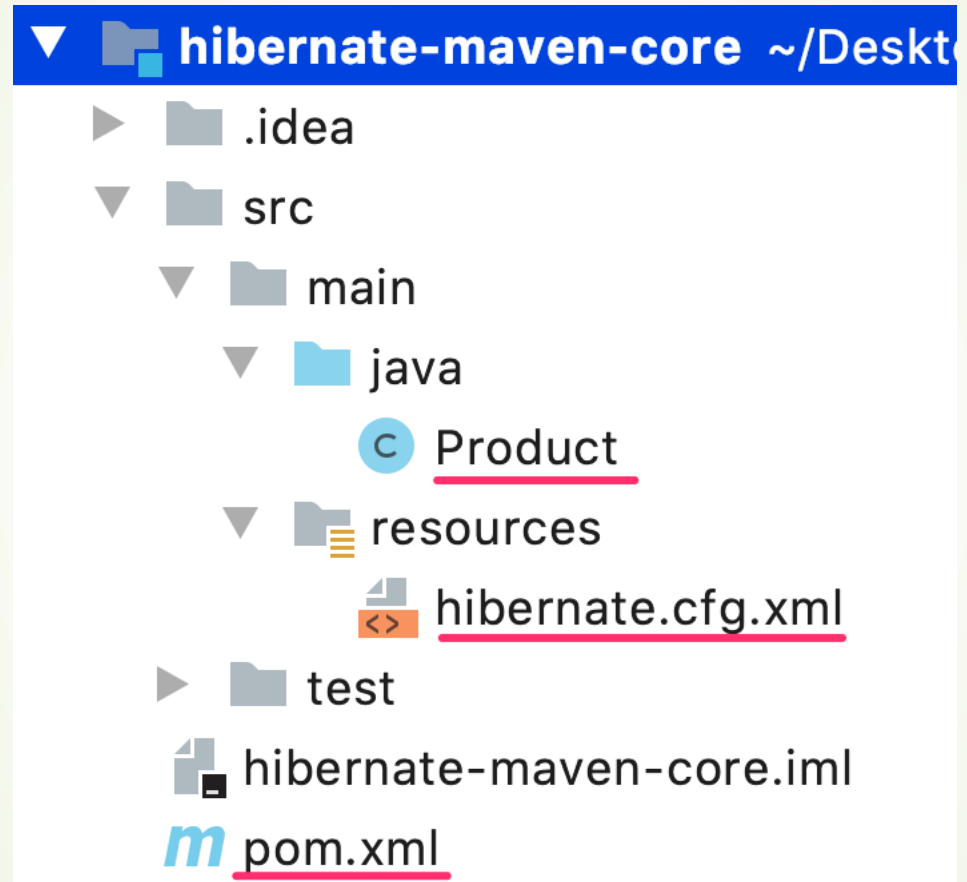 hibernate-maven-core ~/Deskt
.idea
src
main
java
C Product
resources
<> hibernate.cfg.xml
test
hibernate-maven-core.iml
m pom.xml